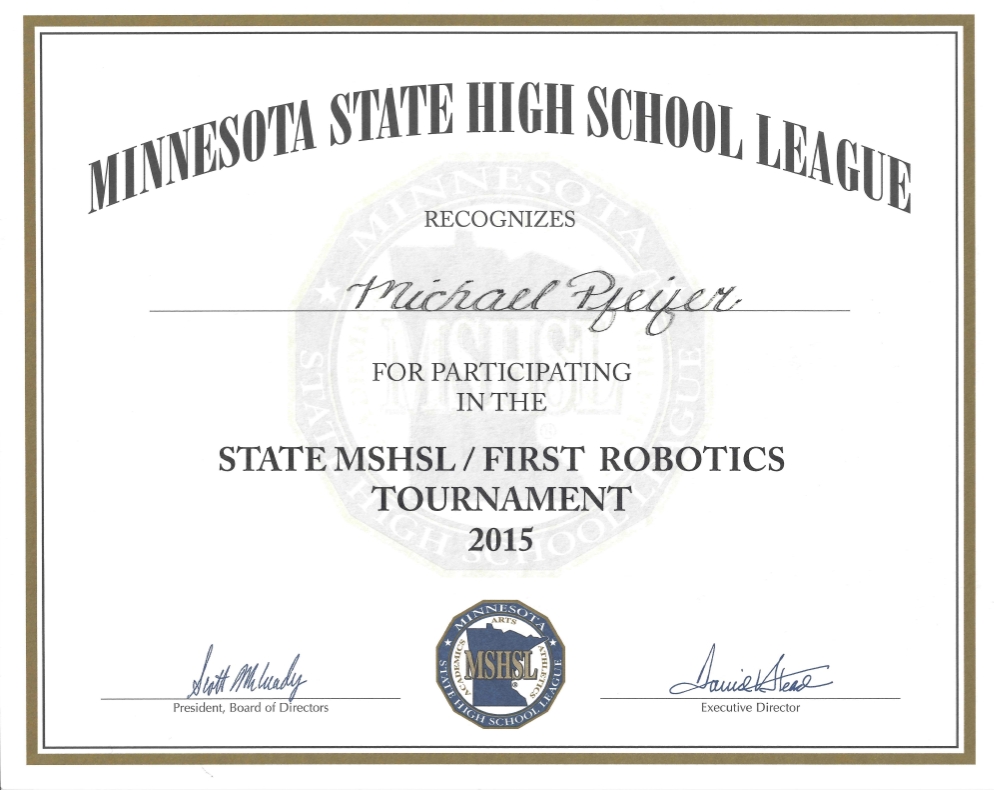 MINNESOTA STATE HIGH SCHOOL LEAGUE
RECOGNIZES
Michael Pfeifer
FOR PARTICIPATING
IN THE
STATE MSHSL / FIRST ROBOTICS
TOURNAMENT
2015
MINNESOTA
ARTS
ACADEMICS
ATHLETICS
MSHSL
STATE HIGH SCHOOL LEAGUE
President, Board of Directors
Executive Director